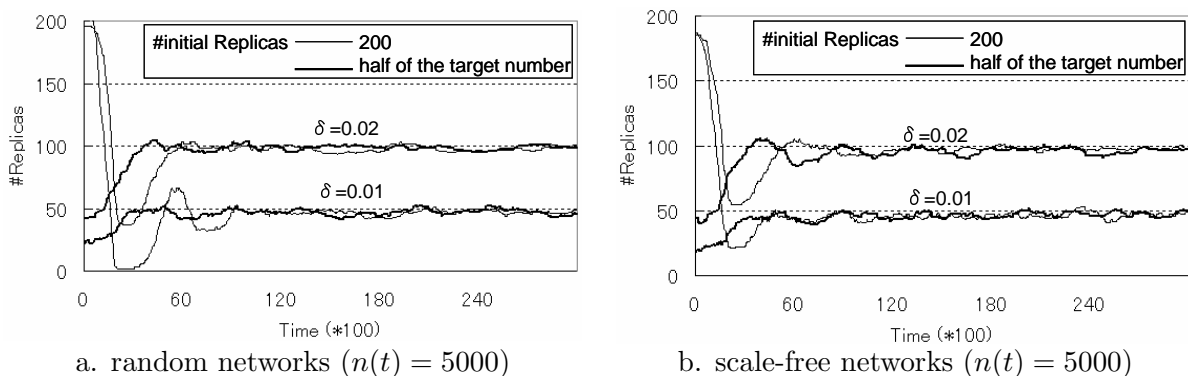 200
150
100
50
0
#Replicas
#initial Replicas 200
half of the target number
δ=0.02
δ=0.01
0 60 120 180 240
Time (*100)
a. random networks (n(t) = 5000)
200
150
100
50
0
#Replicas
#initial Replicas 200
half of the target number
δ=0.02
δ=0.01
0 60 120 180 240
Time (*100)
b. scale-free networks (n(t) = 5000)